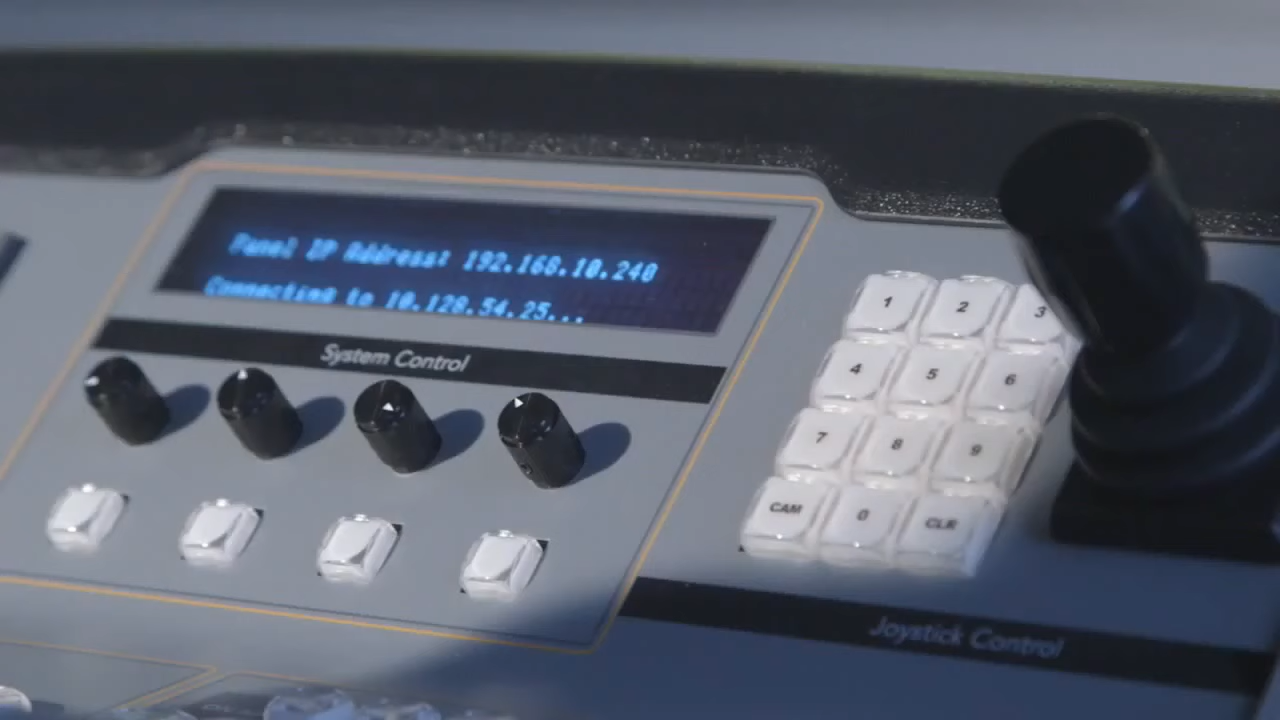 Panel IP Address: 192.168.10.240
Connecting to 10.128.54.25...
System Control
1 2 3
4 5 6
7 8 9
CAM 0 CLR
Joystick Control